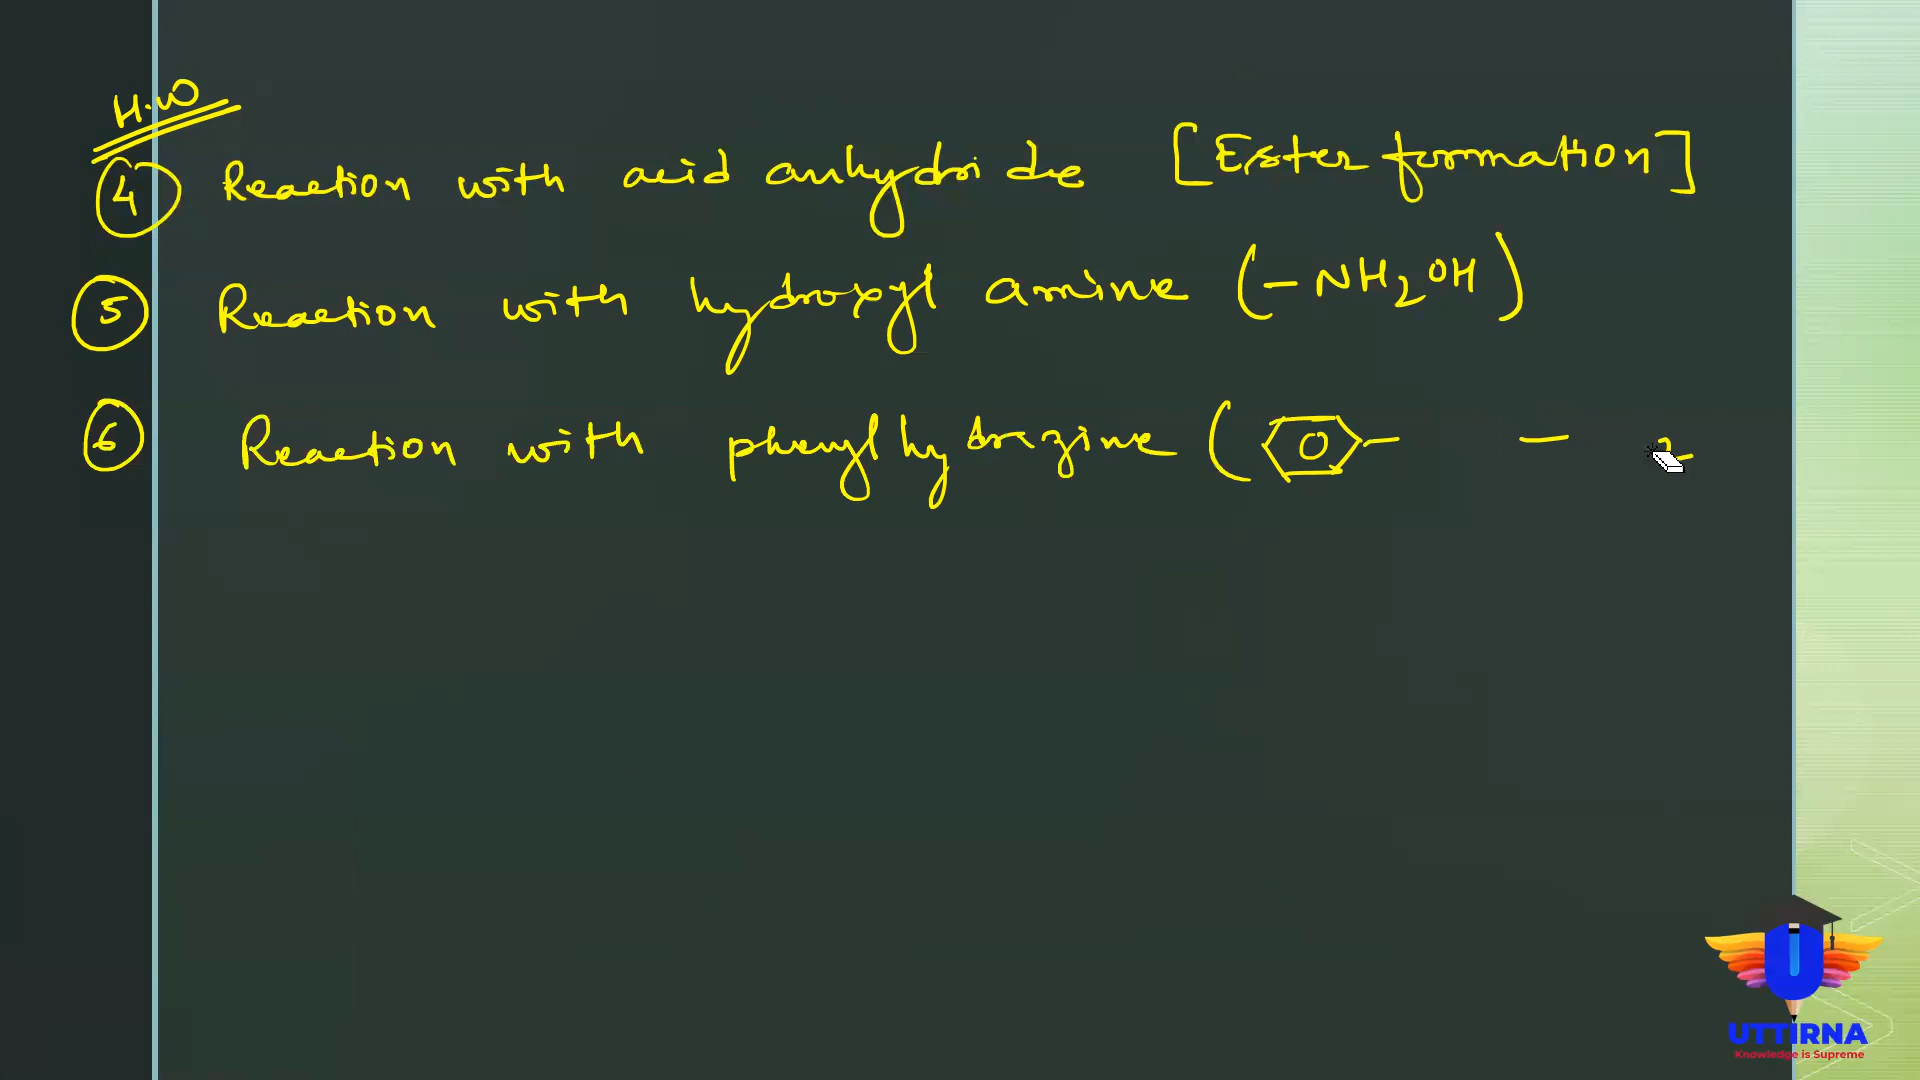 H.W
4 Reaction with acid anhydride [Ester formation]
5 Reaction with hydroxyl amine (-NH2OH)
6 Reaction with phenyl hydrazine (
UTTIRNA
Knowledge is Supreme